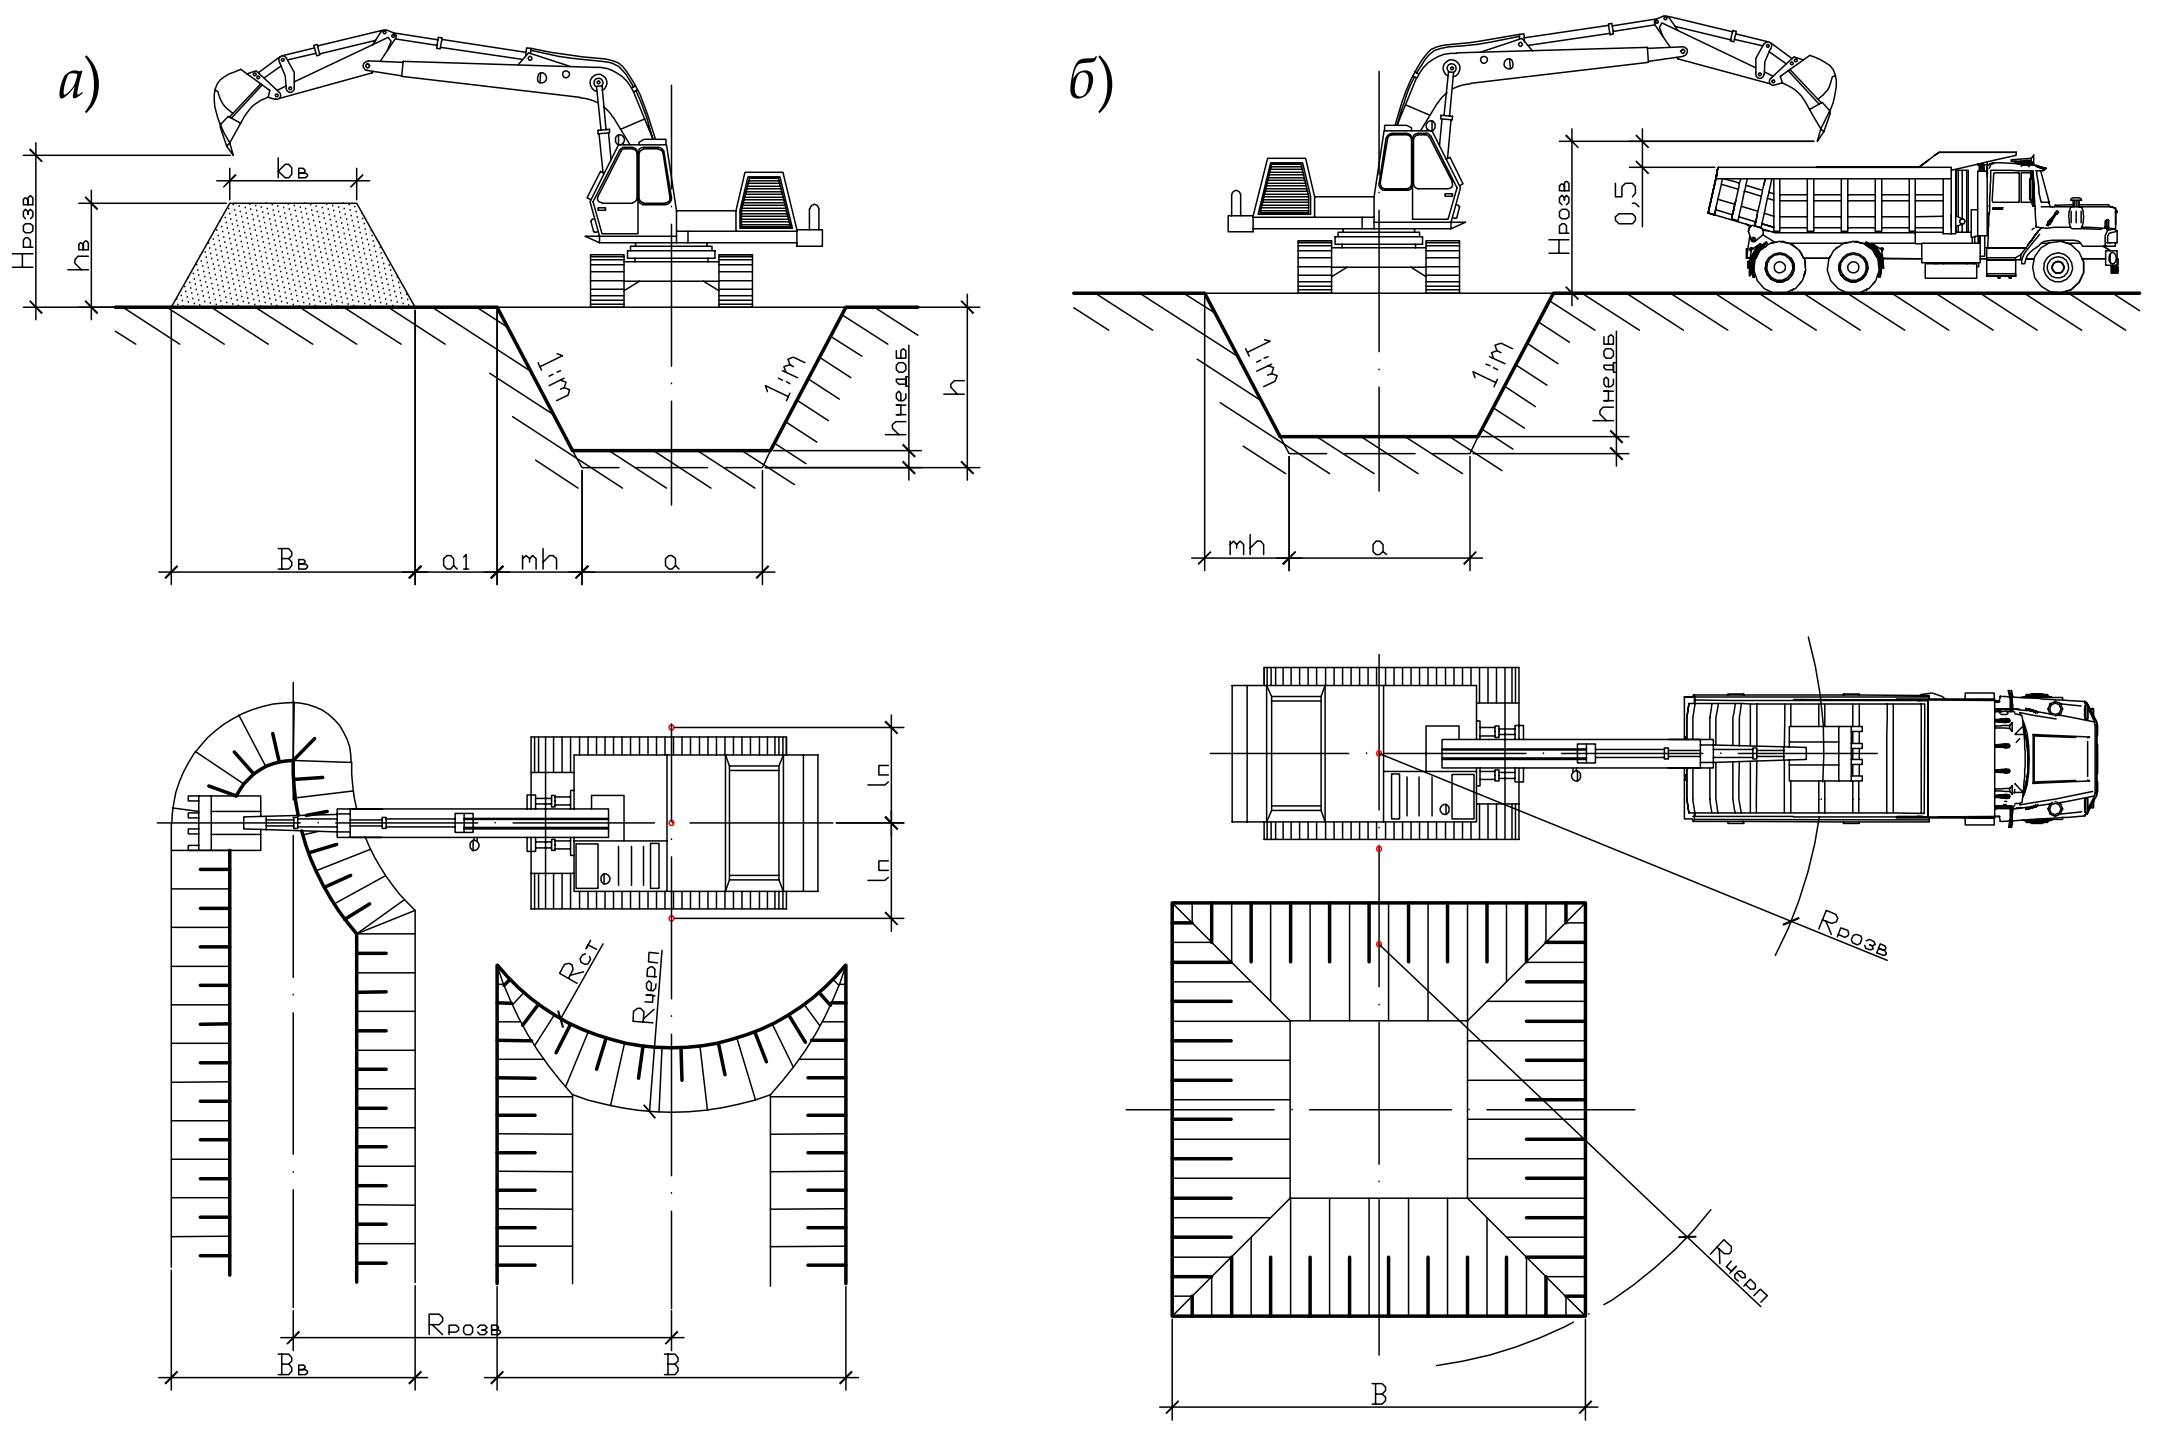 а)
bв
Hрозв
hв
1:m
1:m
hнедоб
h
Bв
a1
mh
a
lп
lп
Rст
Rчерп
Rрозв
Bв
B
б)
Hрозв
0,5
1:m
1:m
hнедоб
mh
a
Rрозв
Rчерп
B